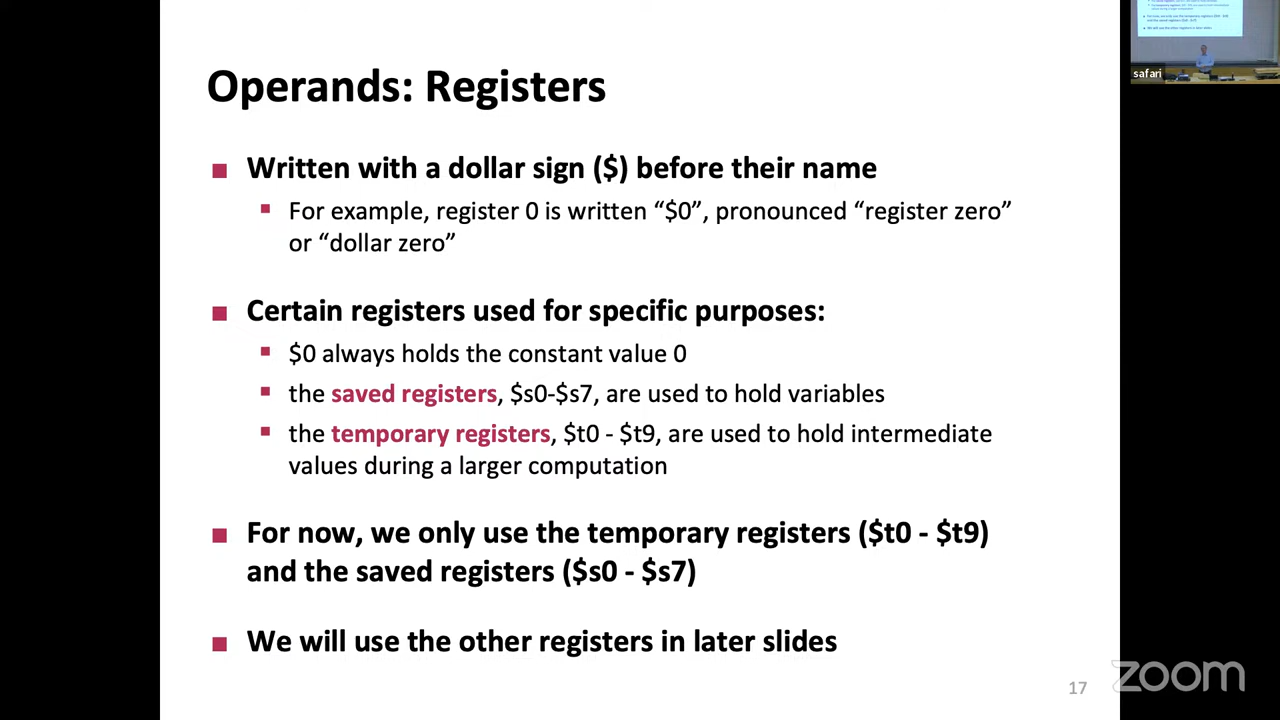 Operands: Registers
Written with a dollar sign ($) before their name
For example, register 0 is written “$0”, pronounced “register zero”
or “dollar zero”
Certain registers used for specific purposes:
$0 always holds the constant value 0
the saved registers, $s0-$s7, are used to hold variables
the temporary registers, $t0 - $t9, are used to hold intermediate
values during a larger computation
For now, we only use the temporary registers ($t0 - $t9)
and the saved registers ($s0 - $s7)
We will use the other registers in later slides
17
zoom
safari